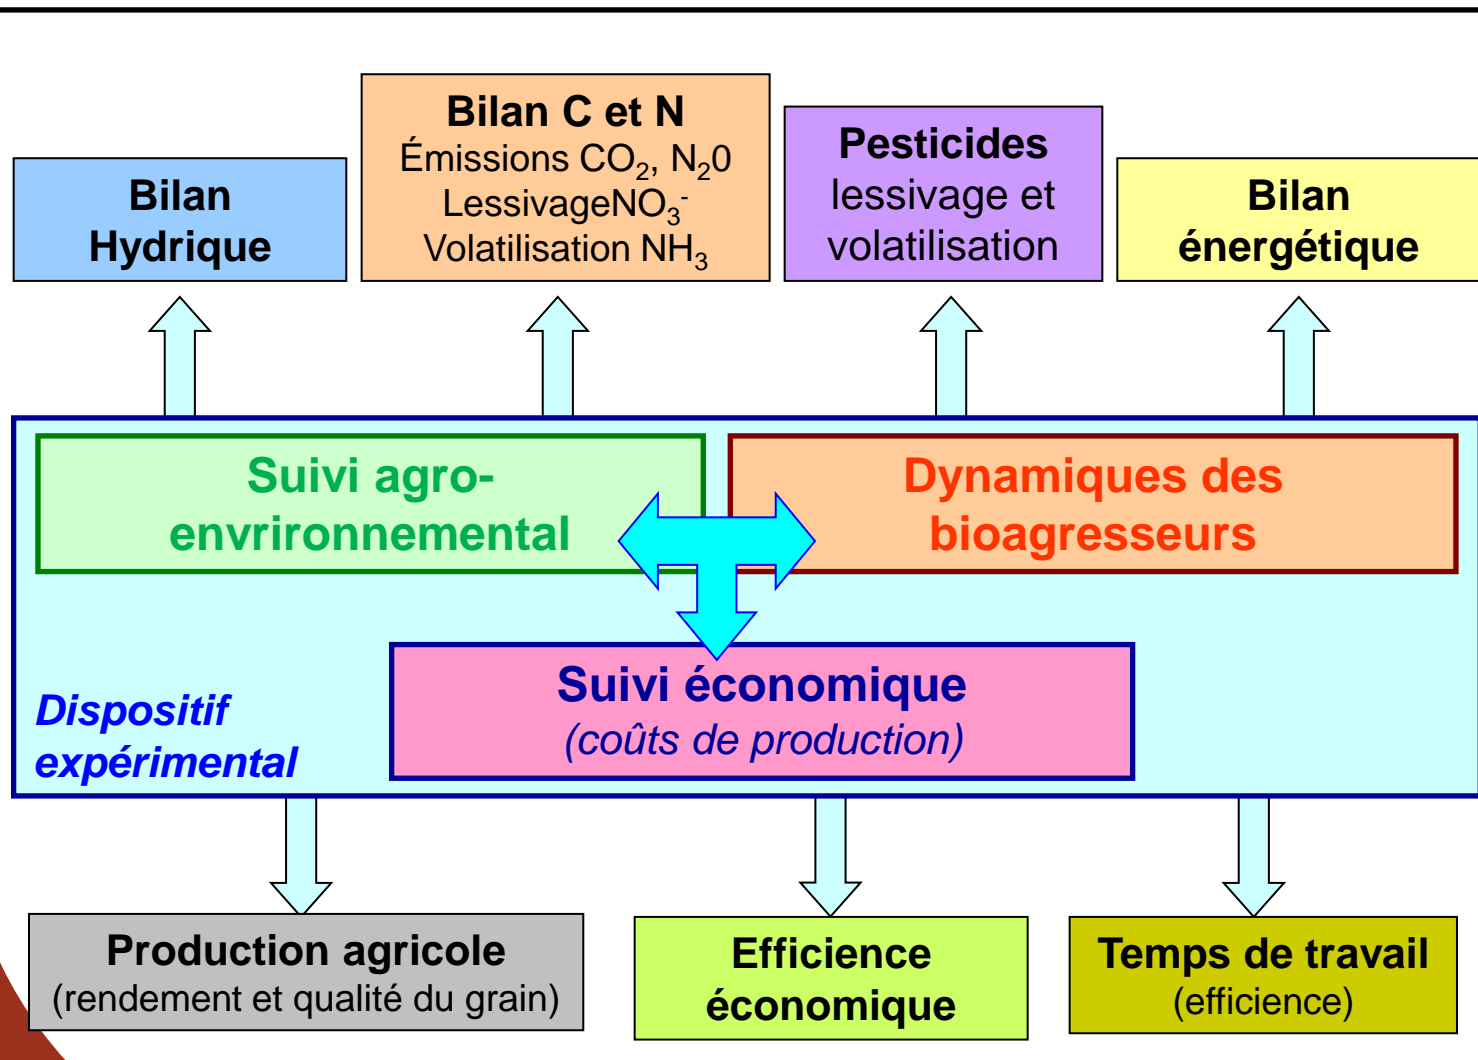 Bilan
Hydrique
Bilan C et N
Émissions CO₂, N₂0
LessivageNO₃⁻
Volatilisation NH₃
Pesticides
lessivage et
volatilisation
Bilan
énergétique
Suivi agro-
envrironnemental
Dynamiques des
bioagresseurs
Suivi économique
(coûts de production)
Dispositif
expérimental
Production agricole
(rendement et qualité du grain)
Efficience
économique
Temps de travail
(efficience)